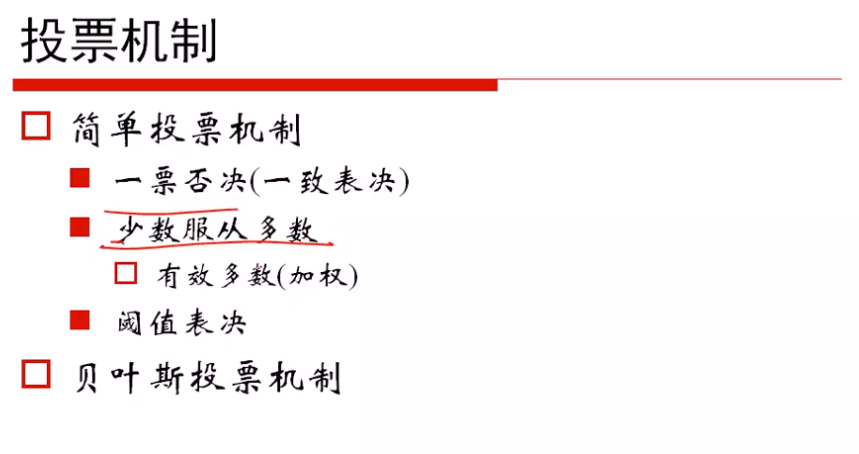 投票机制
简单投票机制
一票否决(一致表决)
少数服从多数
有效多数(加权)
阈值表决
贝叶斯投票机制